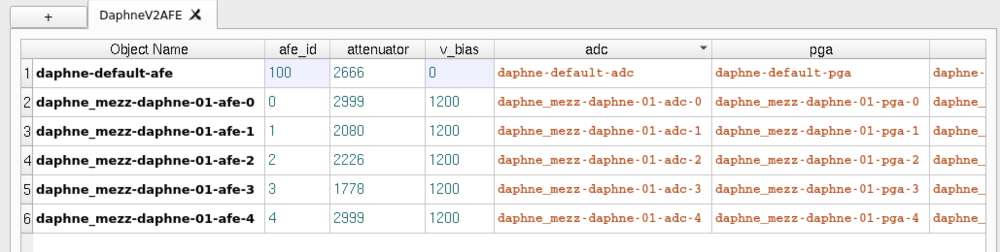 + DaphneV2AFE X
Object Name afe_id attenuator v_bias adc pga
1 daphne-default-afe 100 2666 0 daphne-default-adc daphne-default-pga daphne-
2 daphne_mezz-daphne-01-afe-0 0 2999 1200 daphne_mezz-daphne-01-adc-0 daphne_mezz-daphne-01-pga-0 daphne_
3 daphne_mezz-daphne-01-afe-1 1 2080 1200 daphne_mezz-daphne-01-adc-1 daphne_mezz-daphne-01-pga-1 daphne_
4 daphne_mezz-daphne-01-afe-2 2 2226 1200 daphne_mezz-daphne-01-adc-2 daphne_mezz-daphne-01-pga-2 daphne_
5 daphne_mezz-daphne-01-afe-3 3 1778 1200 daphne_mezz-daphne-01-adc-3 daphne_mezz-daphne-01-pga-3 daphne_
6 daphne_mezz-daphne-01-afe-4 4 2999 1200 daphne_mezz-daphne-01-adc-4 daphne_mezz-daphne-01-pga-4 daphne_